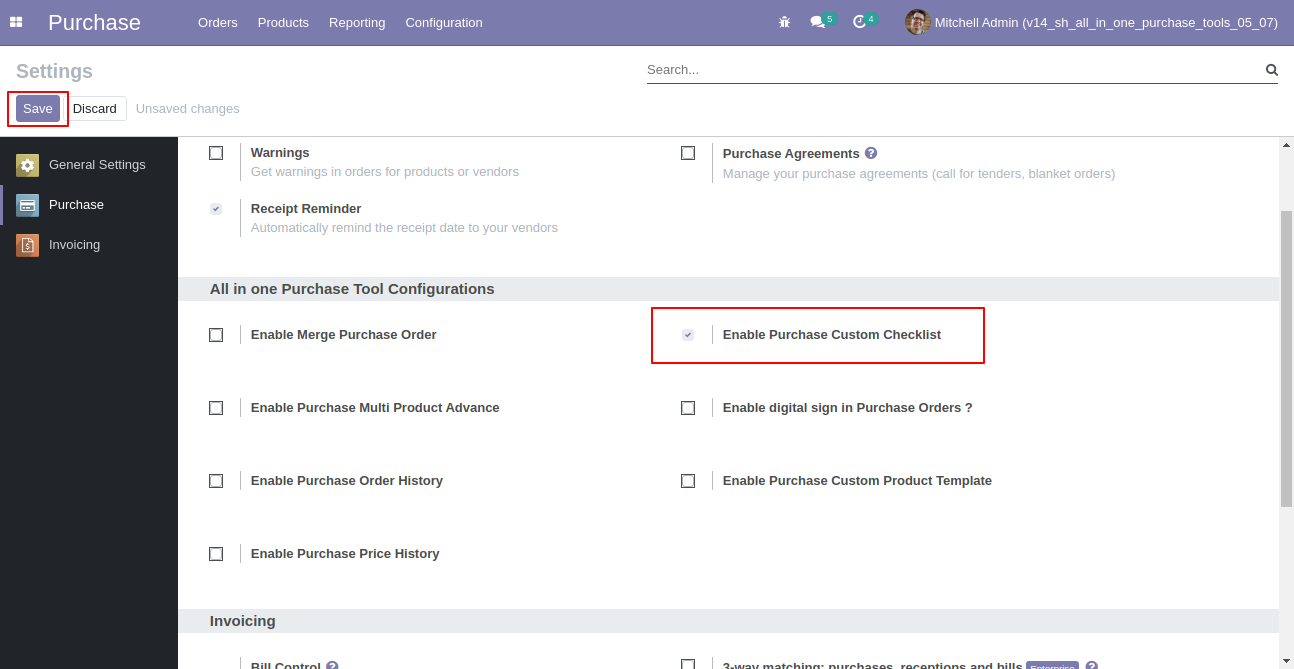 Purchase
Orders
Products
Reporting
Configuration
5
4
Mitchell Admin (v14_sh_all_in_one_purchase_tools_05_07)
Settings
Search...
Save
Discard
Unsaved changes
General Settings
Purchase
Invoicing
Warnings
Get warnings in orders for products or vendors
Purchase Agreements ?
Manage your purchase agreements (call for tenders, blanket orders)
Receipt Reminder
Automatically remind the receipt date to your vendors
All in one Purchase Tool Configurations
Enable Merge Purchase Order
Enable Purchase Custom Checklist
Enable Purchase Multi Product Advance
Enable digital sign in Purchase Orders ?
Enable Purchase Order History
Enable Purchase Custom Product Template
Enable Purchase Price History
Invoicing
Bill Control ?
3-way matching: purchases, receptions and bills Enterprise ?